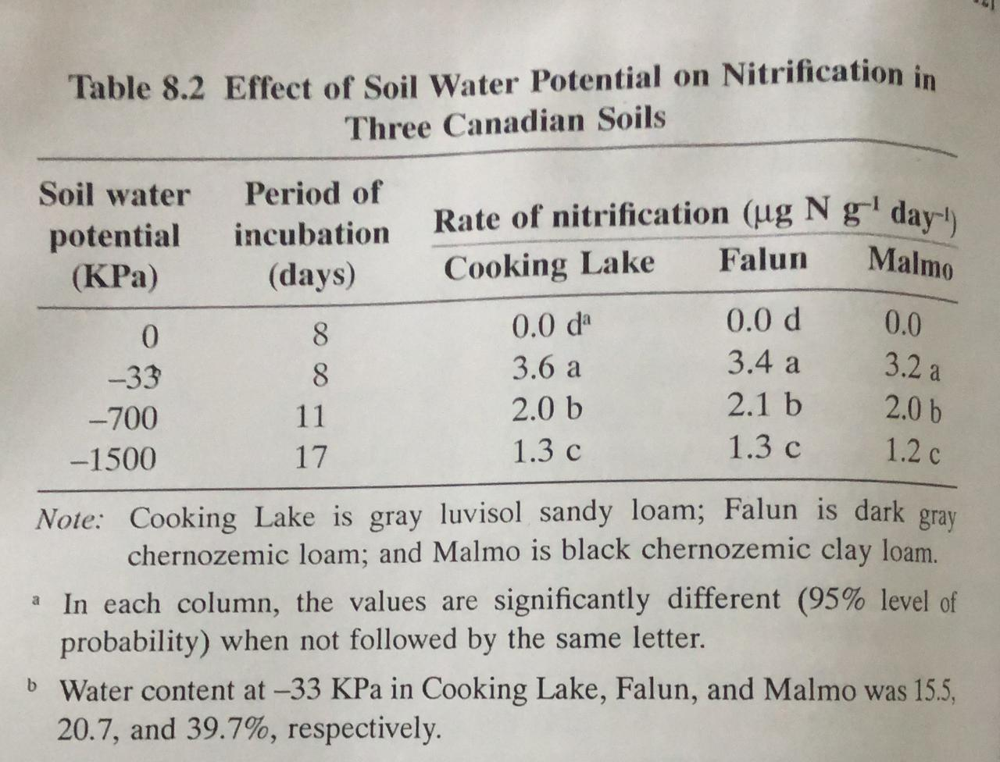 Table 8.2 Effect of Soil Water Potential on Nitrification in
Three Canadian Soils
Soil water Period of
potential incubation Rate of nitrification (μg N g⁻¹ day⁻¹)
(KPa) (days) Cooking Lake Falun Malmo
0 8 0.0 dᵃ 0.0 d 0.0
–33 8 3.6 a 3.4 a 3.2 a
–700 11 2.0 b 2.1 b 2.0 b
–1500 17 1.3 c 1.3 c 1.2 c
Note: Cooking Lake is gray luvisol sandy loam; Falun is dark gray
chernozemic loam; and Malmo is black chernozemic clay loam.
ᵃ In each column, the values are significantly different (95% level of
probability) when not followed by the same letter.
ᵇ Water content at –33 KPa in Cooking Lake, Falun, and Malmo was 15.5,
20.7, and 39.7%, respectively.